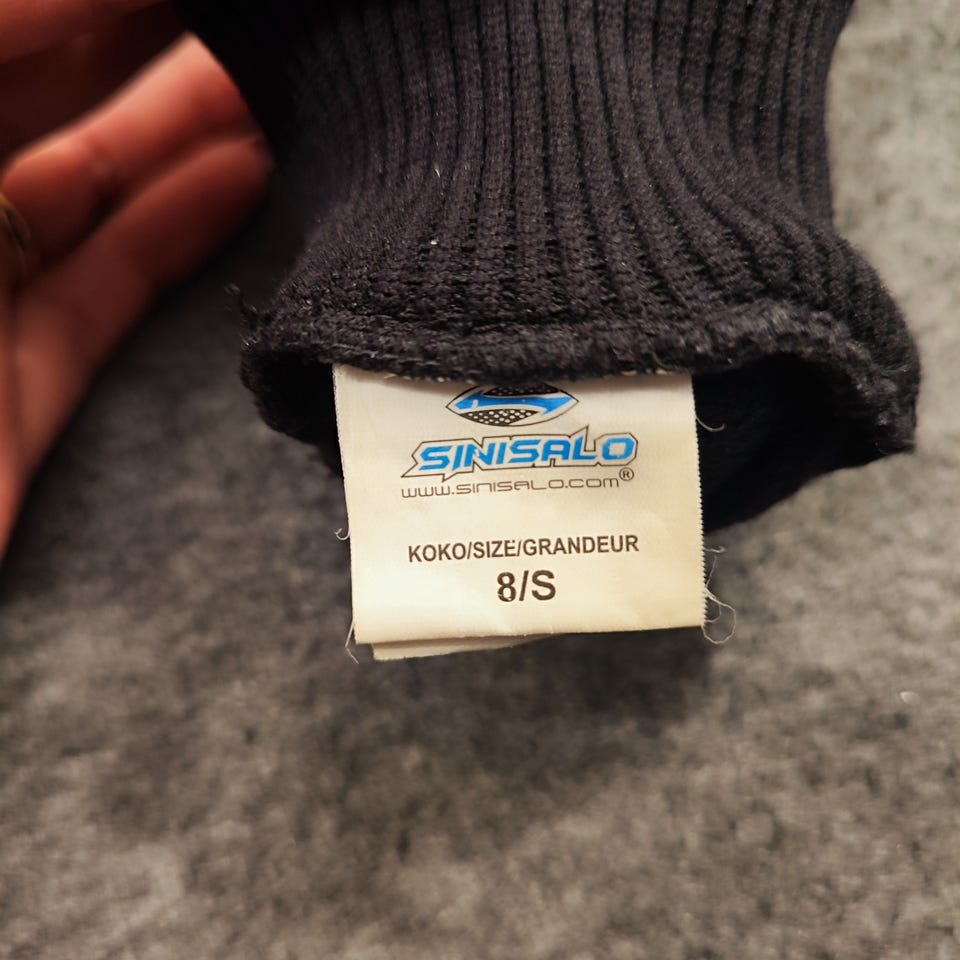 SINISALO
www.sinisalo.com®
KOKO/SIZE/GRANDEUR
8/S